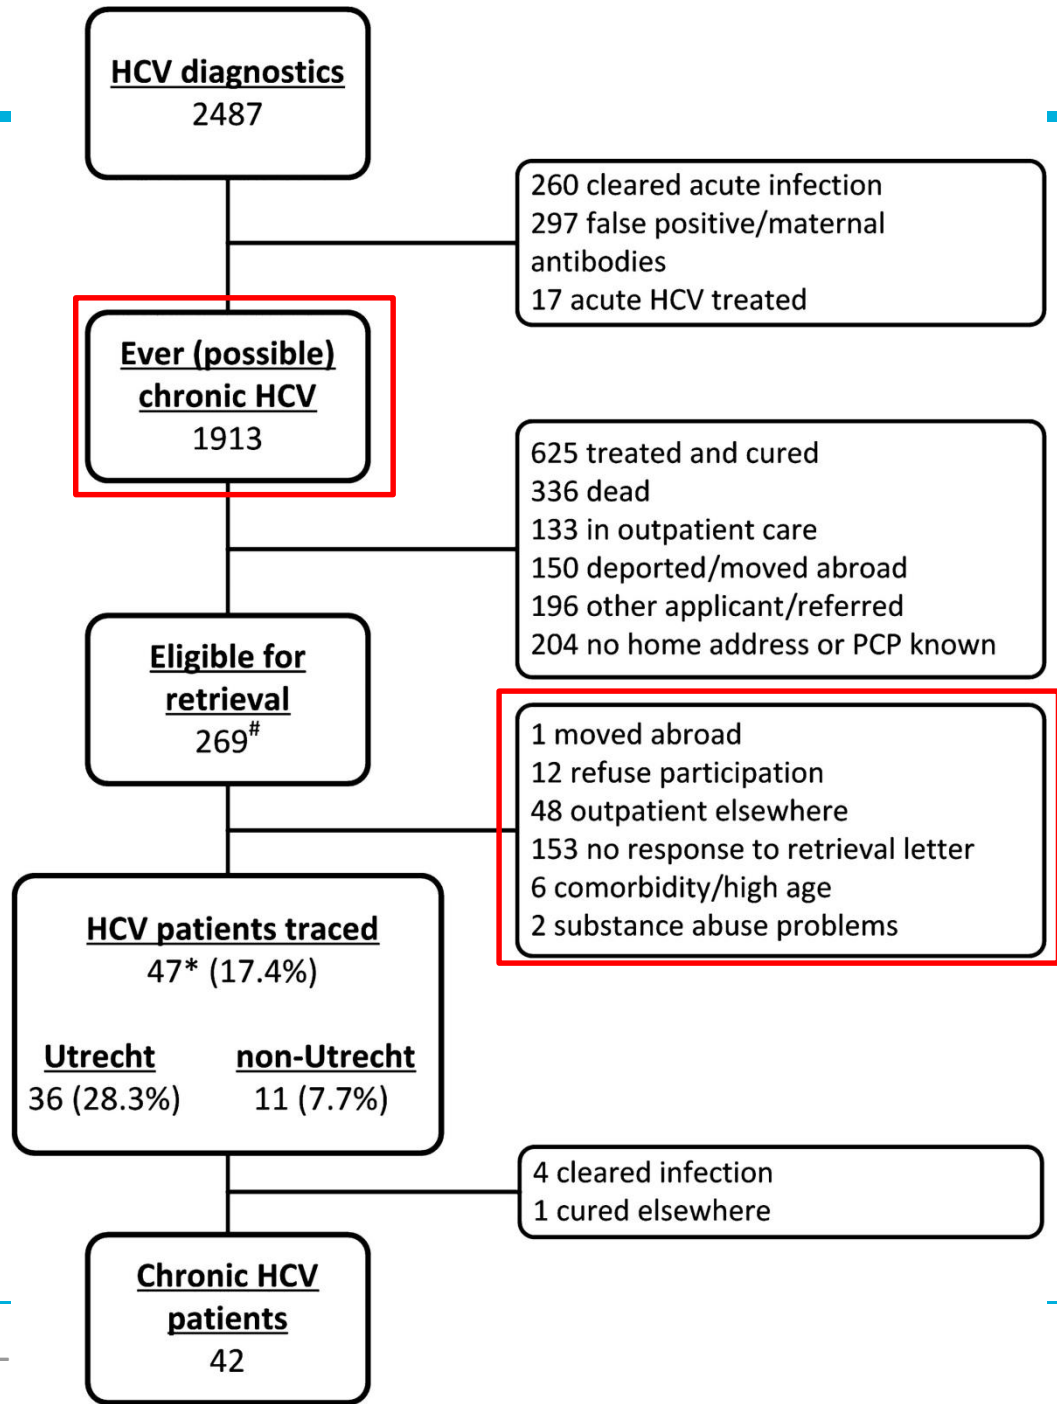 HCV diagnostics
2487
260 cleared acute infection
297 false positive/maternal
antibodies
17 acute HCV treated
Ever (possible)
chronic HCV
1913
625 treated and cured
336 dead
133 in outpatient care
150 deported/moved abroad
196 other applicant/referred
204 no home address or PCP known
Eligible for
retrieval
269#
1 moved abroad
12 refuse participation
48 outpatient elsewhere
153 no response to retrieval letter
6 comorbidity/high age
2 substance abuse problems
HCV patients traced
47* (17.4%)
Utrecht non-Utrecht
36 (28.3%) 11 (7.7%)
4 cleared infection
1 cured elsewhere
Chronic HCV
patients
42